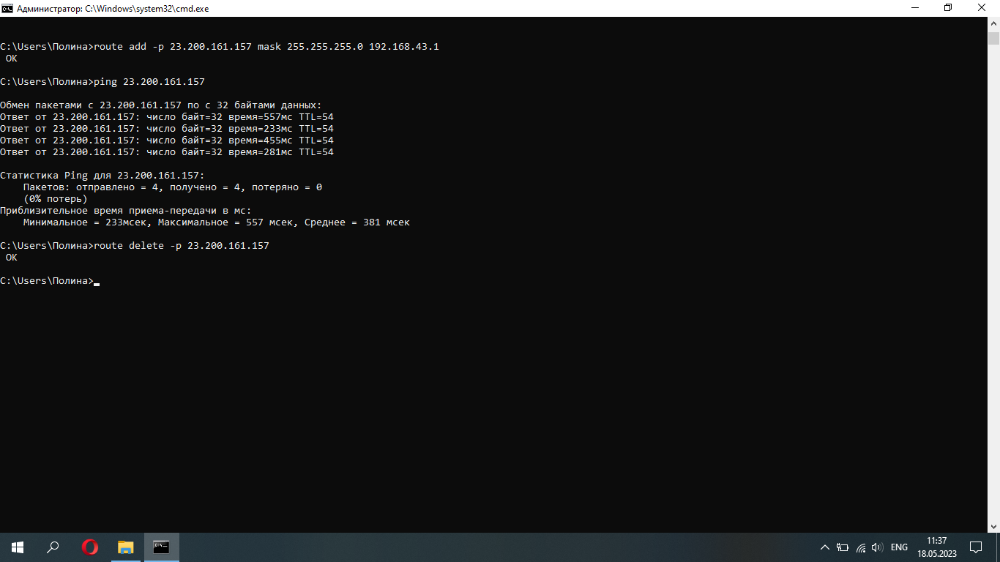 Администратор: C:\Windows\system32\cmd.exe
C:\Users\Полина>route add -p 23.200.161.157 mask 255.255.255.0 192.168.43.1
 ОК
C:\Users\Полина>ping 23.200.161.157
Обмен пакетами с 23.200.161.157 по с 32 байтами данных:
Ответ от 23.200.161.157: число байт=32 время=557мс TTL=54
Ответ от 23.200.161.157: число байт=32 время=233мс TTL=54
Ответ от 23.200.161.157: число байт=32 время=455мс TTL=54
Ответ от 23.200.161.157: число байт=32 время=281мс TTL=54
Статистика Ping для 23.200.161.157:
    Пакетов: отправлено = 4, получено = 4, потеряно = 0
    (0% потерь)
Приблизительное время приема-передачи в мс:
    Минимальное = 233мсек, Максимальное = 557 мсек, Среднее = 381 мсек
C:\Users\Полина>route delete -p 23.200.161.157
 ОК
C:\Users\Полина>
ENG
11:37
18.05.2023